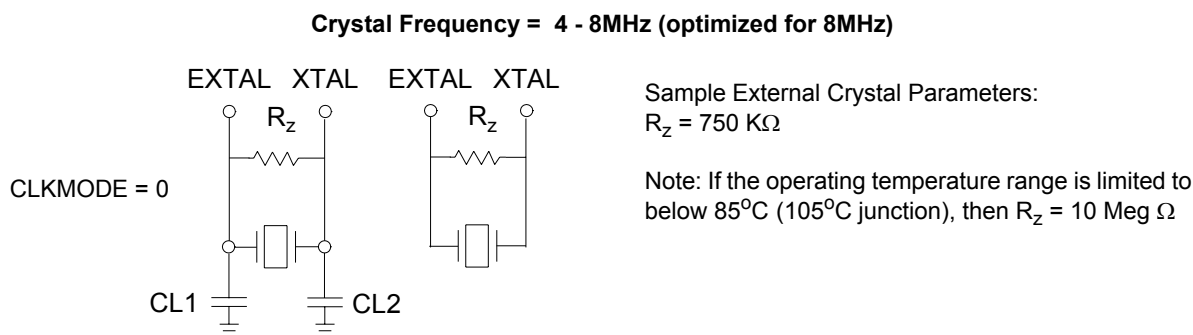 Crystal Frequency = 4 - 8MHz (optimized for 8MHz)
EXTAL XTAL EXTAL XTAL
Rz Rz
CLKMODE = 0
CL1 CL2
Sample External Crystal Parameters:
Rz = 750 KΩ
Note: If the operating temperature range is limited to
below 85°C (105°C junction), then Rz = 10 Meg Ω